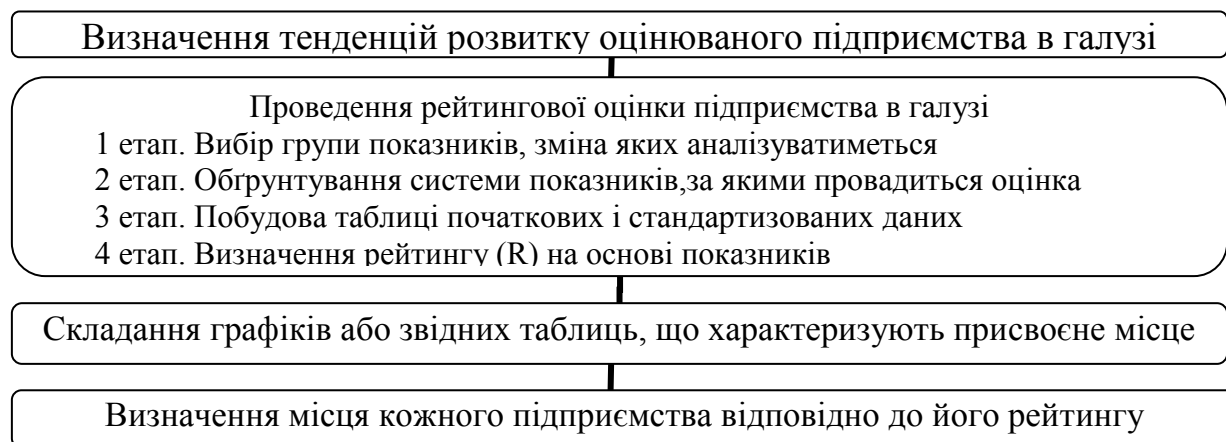 Визначення тенденцій розвитку оцінюваного підприємства в галузі
Проведення рейтингової оцінки підприємства в галузі
1 етап. Вибір групи показників, зміна яких аналізуватиметься
2 етап. Обґрунтування системи показників,за якими провадиться оцінка
3 етап. Побудова таблиці початкових і стандартизованих даних
4 етап. Визначення рейтингу (R) на основі показників
Складання графіків або звідних таблиць, що характеризують присвоєне місце
Визначення місця кожного підприємства відповідно до його рейтингу